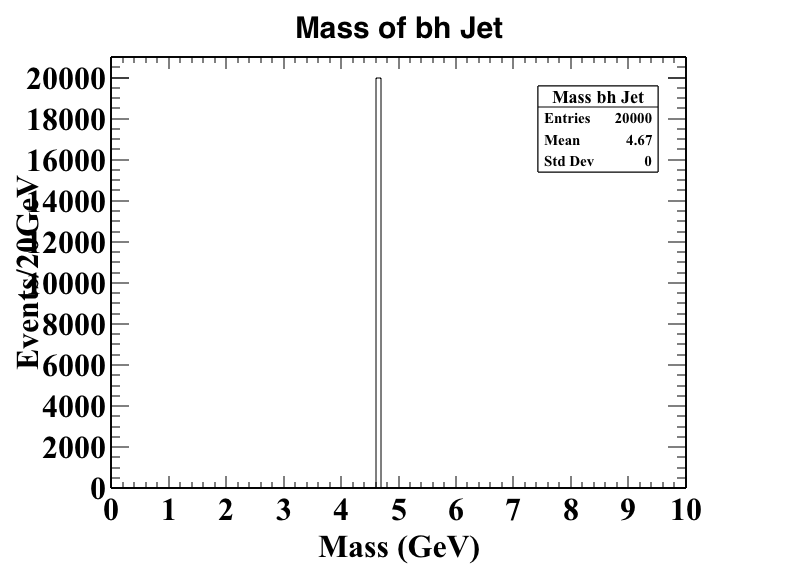 Mass of bh Jet
20000
18000
16000
14000
12000
10000
8000
6000
4000
2000
0
Events/20GeV
Mass bh Jet
Entries 20000
Mean 4.67
Std Dev 0
0 1 2 3 4 5 6 7 8 9 10
Mass (GeV)